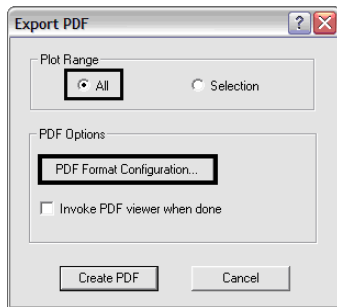 Export PDF
Plot Range
All Selection
PDF Options
PDF Format Configuration...
Invoke PDF viewer when done
Create PDF Cancel